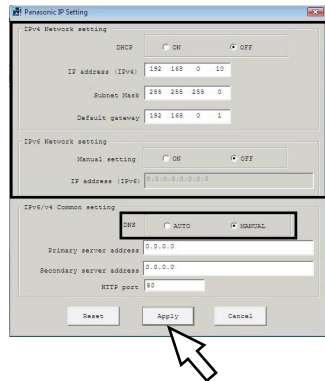 Panasonic IP Setting
IPv4 Network setting
DHCP ON OFF
IP address (IPv4) 192 168 0 10
Subnet Mask 255 255 255 0
Default gateway 192 168 0 1
IPv6 Network setting
Manual setting ON OFF
IP address (IPv6) 0:0:0:0:0:0:0:0
IPv6/v4 Common setting
DNS AUTO MANUAL
Primary server address 0.0.0.0
Secondary server address 0.0.0.0
HTTP port 80
Reset Apply Cancel